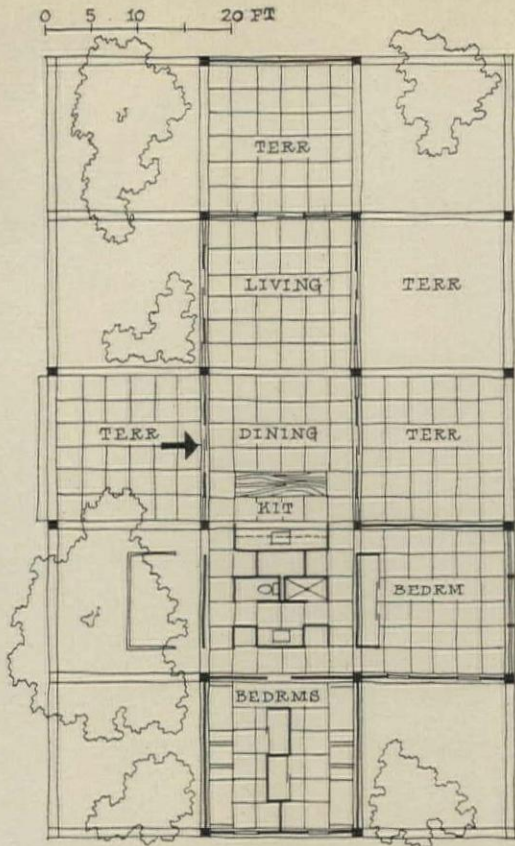 0 5 10 20 FT
TERR
LIVING TERR
TERR DINING TERR
KIT
BEDRM
BEDRMS